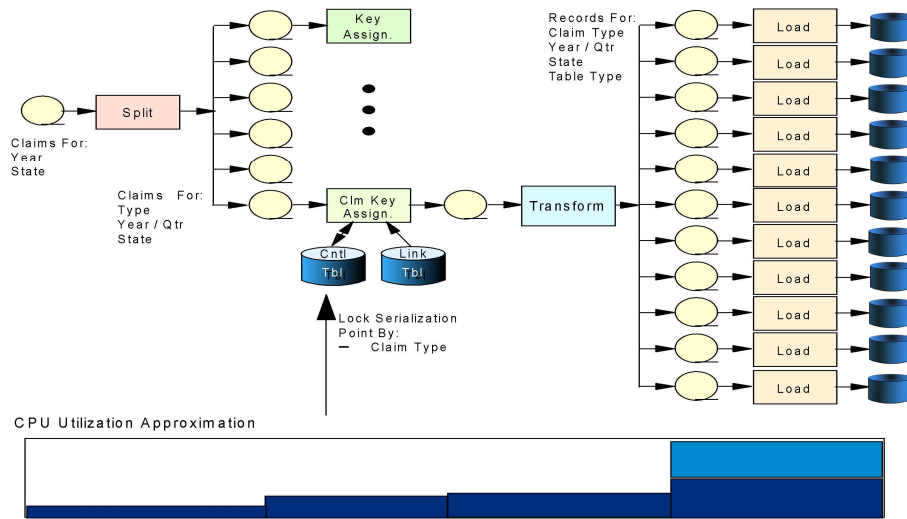 Key
Assign.
Records For:
Claim Type
Year / Qtr
State
Table Type
Load
Load
Load
Load
Load
Load
Load
Load
Load
Load
Load
Split
Claims For:
Year
State
Claims For:
Type
Year / Qtr
State
Clm Key
Assign.
Transform
Cntl
Tbl
Link
Tbl
Lock Serialization
Point By:
– Claim Type
CPU Utilization Approximation